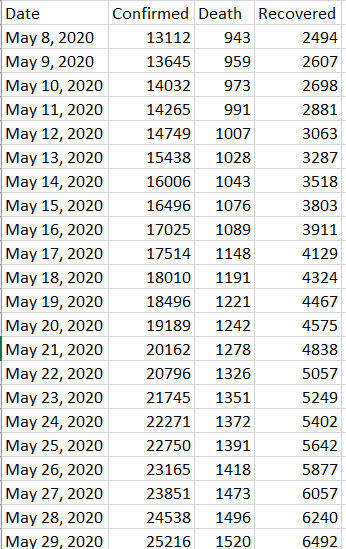 Date Confirmed Death Recovered
May 8, 2020 13112 943 2494
May 9, 2020 13645 959 2607
May 10, 2020 14032 973 2698
May 11, 2020 14265 991 2881
May 12, 2020 14749 1007 3063
May 13, 2020 15438 1028 3287
May 14, 2020 16006 1043 3518
May 15, 2020 16496 1076 3803
May 16, 2020 17025 1089 3911
May 17, 2020 17514 1148 4129
May 18, 2020 18010 1191 4324
May 19, 2020 18496 1221 4467
May 20, 2020 19189 1242 4575
May 21, 2020 20162 1278 4838
May 22, 2020 20796 1326 5057
May 23, 2020 21745 1351 5249
May 24, 2020 22271 1372 5402
May 25, 2020 22750 1391 5642
May 26, 2020 23165 1418 5877
May 27, 2020 23851 1473 6057
May 28, 2020 24538 1496 6240
May 29, 2020 25216 1520 6492